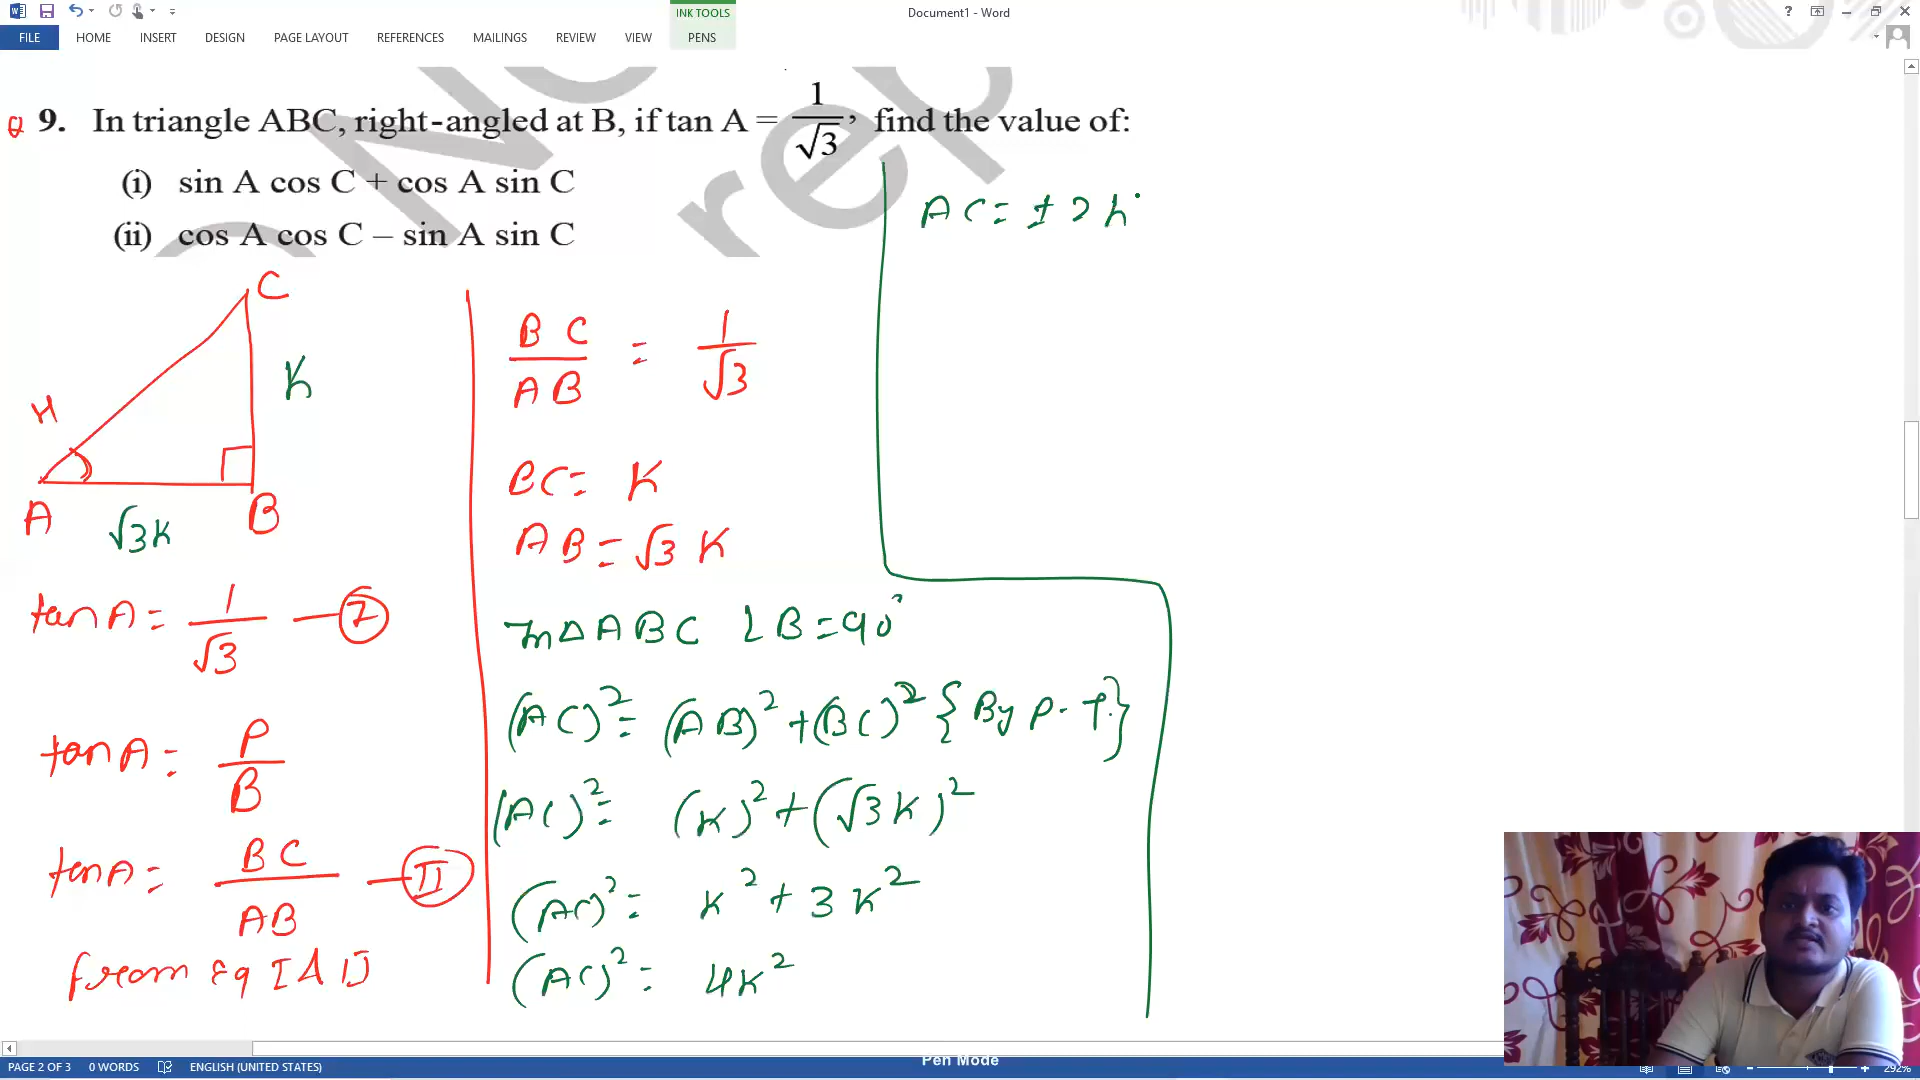 Document1 - Word
INK TOOLS
FILE HOME INSERT DESIGN PAGE LAYOUT REFERENCES MAILINGS REVIEW VIEW PENS
Q 9. In triangle ABC, right-angled at B, if tan A = 1/√3, find the value of:
(i) sin A cos C + cos A sin C
(ii) cos A cos C – sin A sin C
C
K
H
A
B
√3K
tan A = 1/√3 — I
tan A = P/B
tan A = BC/AB — II
from Eq I & II
BC/AB = 1/√3
BC = K
AB = √3 K
In △ABC ∠B = 90°
(AC)² = (AB)² + (BC)² {By P.T.}
(AC)² = (K)² + (√3K)²
(AC)² = K² + 3K²
(AC)² = 4K²
AC = ± 2
PAGE 2 OF 3 0 WORDS ENGLISH (UNITED STATES)
Pen Mode
292%